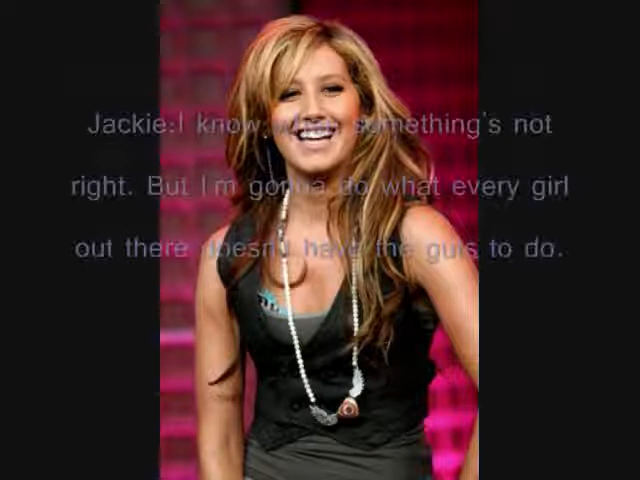 Jackie:I know when something's not
right. But I'm gonna do what every girl
out there doesn't have the guts to do.